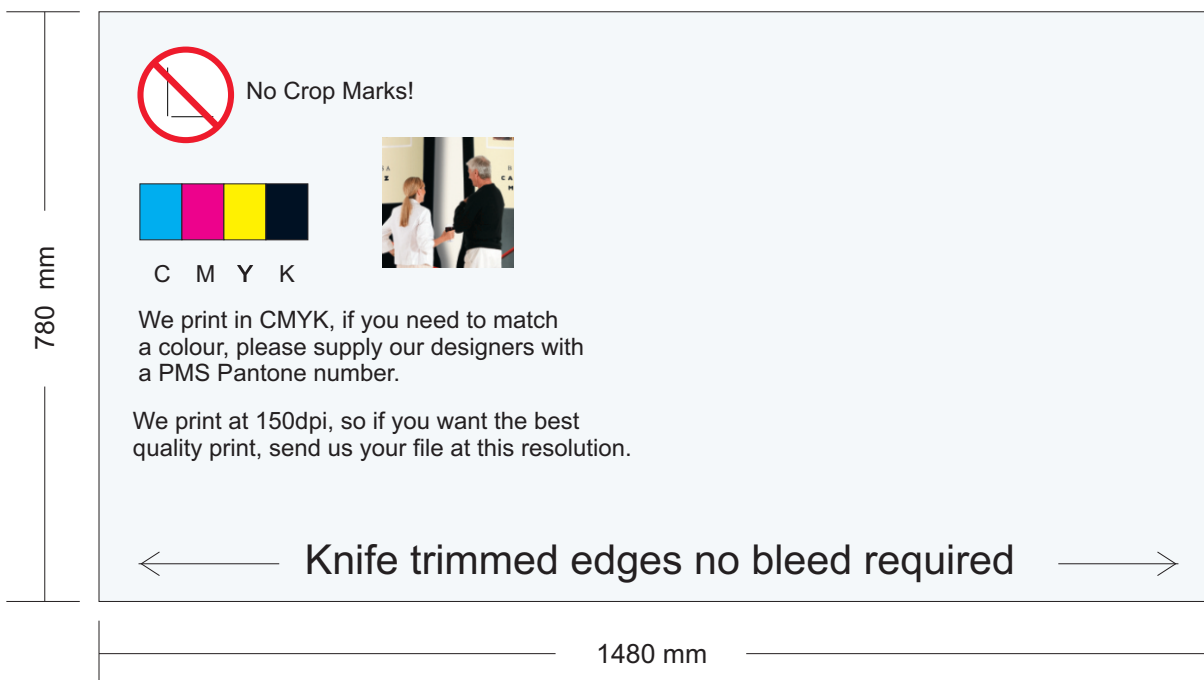 No Crop Marks!
C M Y K
We print in CMYK, if you need to match
a colour, please supply our designers with
a PMS Pantone number.
We print at 150dpi, so if you want the best
quality print, send us your file at this resolution.
Knife trimmed edges no bleed required
780 mm
1480 mm